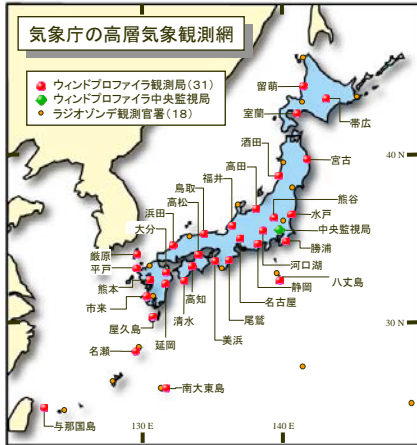 気象庁の高層気象観測網
ウィンドプロファイラ観測局(31)
ウィンドプロファイラ中央監視局
ラジオゾンデ観測官署(18)
留萌
室蘭
帯広
酒田
宮古
高田
福井
鳥取
高松
浜田
大分
熊谷
水戸
中央監視局
勝浦
河口湖
八丈島
静岡
名古屋
尾鷲
美浜
高知
清水
延岡
厳原
平戸
熊本
市来
屋久島
名瀬
南大東島
与那国島
40N
30N
130E
140E